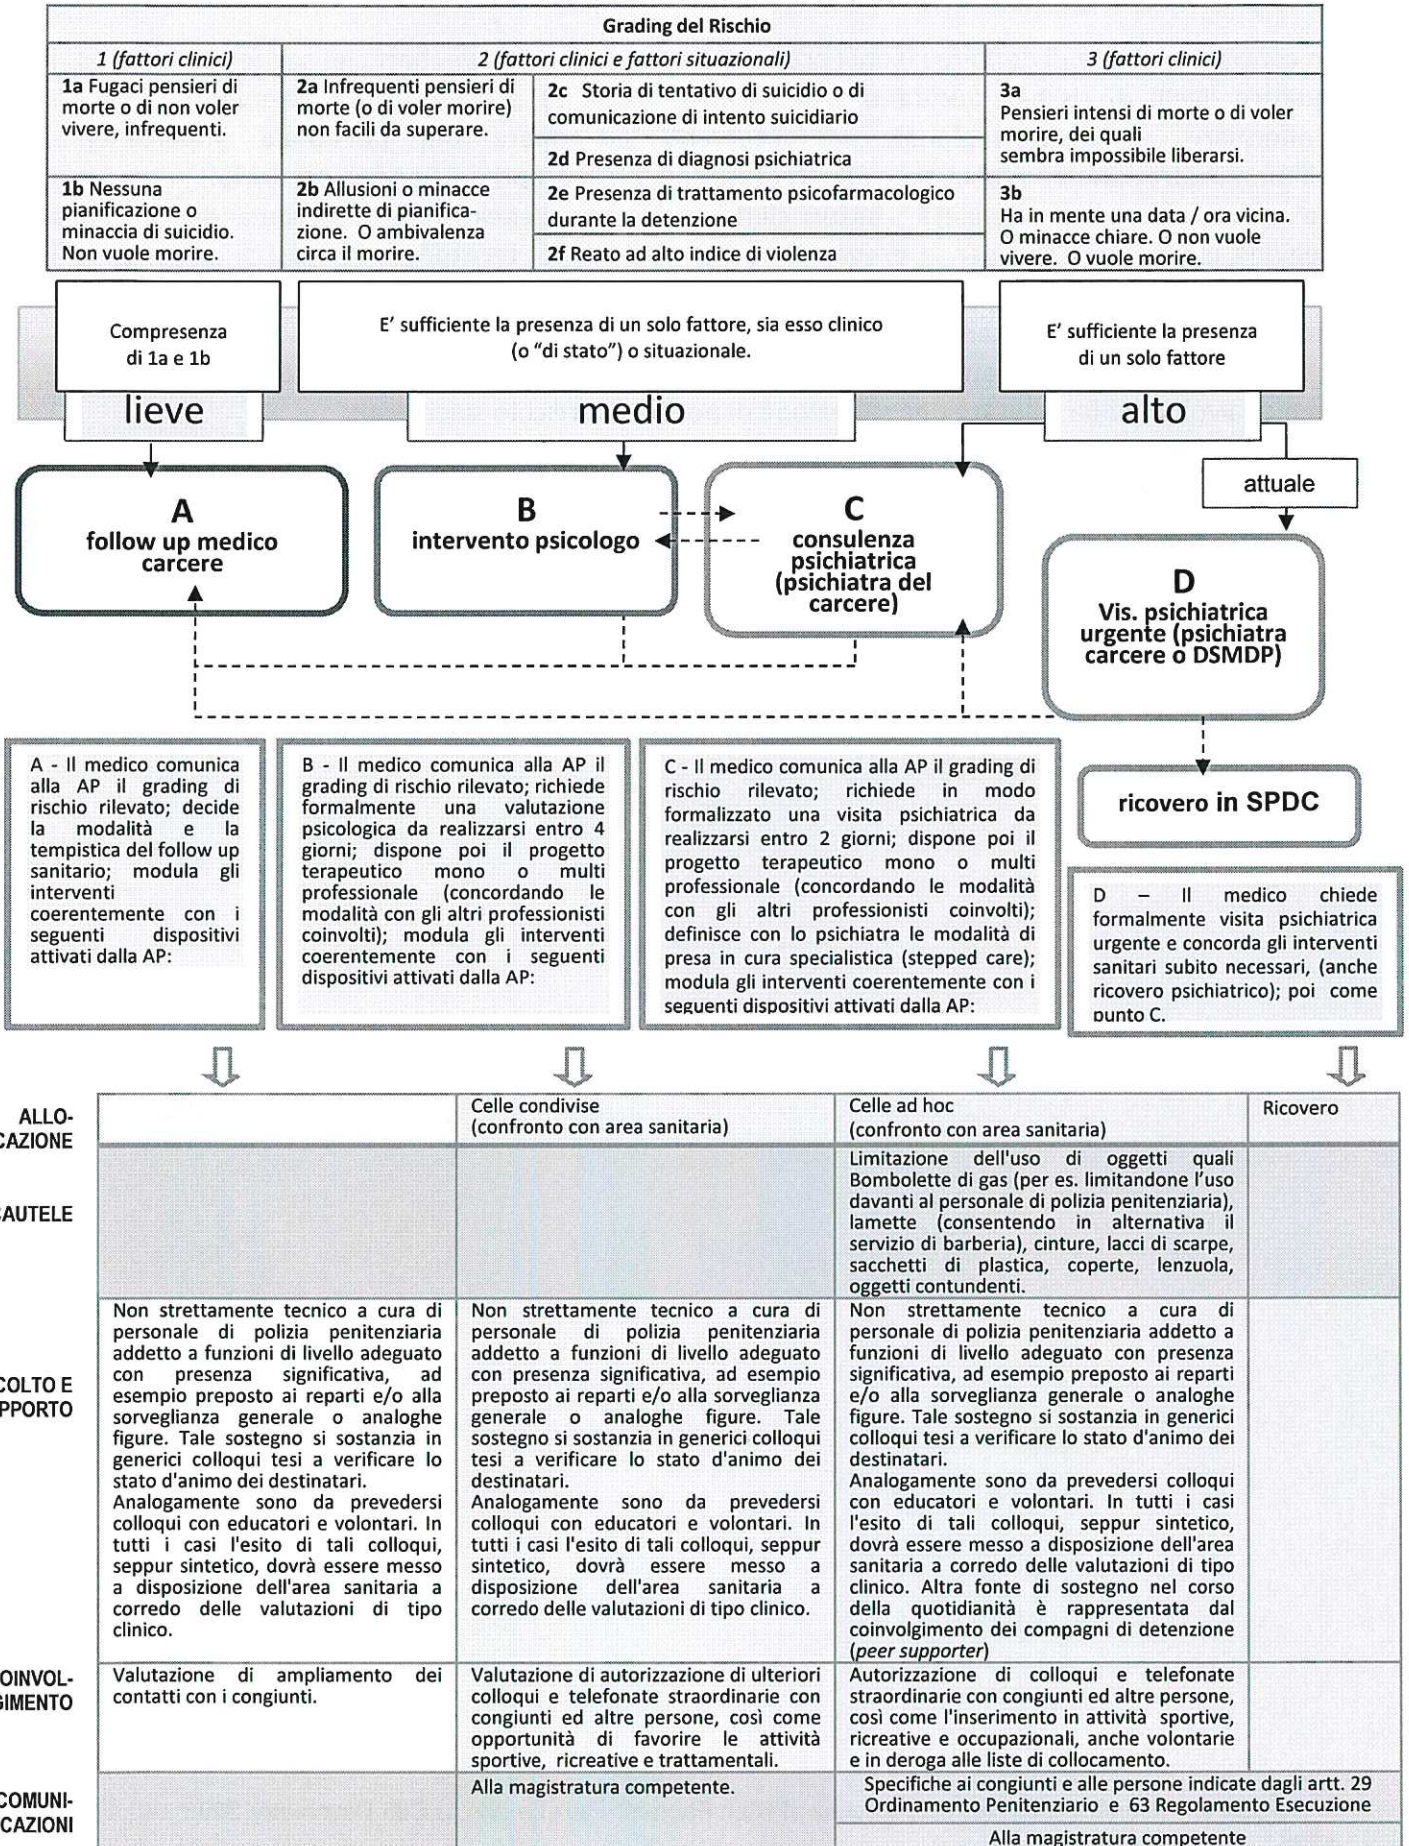 Grading del Rischio
1 (fattori clinici)
2 (fattori clinici e fattori situazionali)
3 (fattori clinici)
1a Fugaci pensieri di
morte o di non voler
vivere, infrequenti.
2a Infrequenti pensieri di
morte (o di voler morire)
non facili da superare.
2c Storia di tentativo di suicidio o di
comunicazione di intento suicidiario
2d Presenza di diagnosi psichiatrica
3a
Pensieri intensi di morte o di voler
morire, dei quali
sembra impossibile liberarsi.
1b Nessuna
pianificazione o
minaccia di suicidio.
Non vuole morire.
2b Allusioni o minacce
indirette di pianifica-
zione. O ambivalenza
circa il morire.
2e Presenza di trattamento psicofarmacologico
durante la detenzione
2f Reato ad alto indice di violenza
3b
Ha in mente una data / ora vicina.
O minacce chiare. O non vuole
vivere. O vuole morire.
Compresenza
di 1a e 1b
E' sufficiente la presenza di un solo fattore, sia esso clinico
(o "di stato") o situazionale.
E' sufficiente la presenza
di un solo fattore
lieve
medio
alto
attuale
A
follow up medico
carcere
B
intervento psicologo
C
consulenza
psichiatrica
(psichiatra del
carcere)
D
Vis. psichiatrica
urgente (psichiatra
carcere o DSMDP)
ricovero in SPDC
A - Il medico comunica
alla AP il grading di
rischio rilevato; decide
la modalità e la
tempistica del follow up
sanitario; modula gli
interventi
coerentemente con i
seguenti dispositivi
attivati dalla AP:
B - Il medico comunica alla AP il
grading di rischio rilevato; richiede
formalmente una valutazione
psicologica da realizzarsi entro 4
giorni; dispone poi il progetto
terapeutico mono o multi
professionale (concordando le
modalità con gli altri professionisti
coinvolti); modula gli interventi
coerentemente con i seguenti
dispositivi attivati dalla AP:
C - Il medico comunica alla AP il grading di
rischio rilevato; richiede in modo
formalizzato una visita psichiatrica da
realizzarsi entro 2 giorni; dispone poi il
progetto terapeutico mono o multi
professionale (concordando le modalità
con gli altri professionisti coinvolti);
definisce con lo psichiatra le modalità di
presa in cura specialistica (stepped care);
modula gli interventi coerentemente con i
seguenti dispositivi attivati dalla AP:
D – Il medico chiede
formalmente visita psichiatrica
urgente e concorda gli interventi
sanitari subito necessari, (anche
ricovero psichiatrico); poi come
punto C.
ALLO-
CAZIONE
Celle condivise
(confronto con area sanitaria)
Celle ad hoc
(confronto con area sanitaria)
Ricovero
AUTELE
Limitazione dell'uso di oggetti quali
Bombolette di gas (per es. limitandone l'uso
davanti al personale di polizia penitenziaria),
lamette (consentendo in alternativa il
servizio di barberia), cinture, lacci di scarpe,
sacchetti di plastica, coperte, lenzuola,
oggetti contundenti.
COLTO E
PPORTO
Non strettamente tecnico a cura di
personale di polizia penitenziaria
addetto a funzioni di livello adeguato
con presenza significativa, ad
esempio preposto ai reparti e/o alla
sorveglianza generale o analoghe
figure. Tale sostegno si sostanzia in
generici colloqui tesi a verificare lo
stato d'animo dei destinatari.
Analogamente sono da prevedersi
colloqui con educatori e volontari. In
tutti i casi l'esito di tali colloqui,
seppur sintetico, dovrà essere messo
a disposizione dell'area sanitaria a
corredo delle valutazioni di tipo
clinico.
Non strettamente tecnico a cura di
personale di polizia penitenziaria
addetto a funzioni di livello adeguato
con presenza significativa, ad esempio
preposto ai reparti e/o alla sorveglianza
generale o analoghe figure. Tale
sostegno si sostanzia in generici colloqui
tesi a verificare lo stato d'animo dei
destinatari.
Analogamente sono da prevedersi
colloqui con educatori e volontari. In
tutti i casi l'esito di tali colloqui, seppur
sintetico, dovrà essere messo a
disposizione dell'area sanitaria a
corredo delle valutazioni di tipo clinico.
Non strettamente tecnico a cura di
personale di polizia penitenziaria addetto a
funzioni di livello adeguato con presenza
significativa, ad esempio preposto ai reparti
e/o alla sorveglianza generale o analoghe
figure. Tale sostegno si sostanzia in generici
colloqui tesi a verificare lo stato d'animo dei
destinatari.
Analogamente sono da prevedersi colloqui
con educatori e volontari. In tutti i casi
l'esito di tali colloqui, seppur sintetico,
dovrà essere messo a disposizione dell'area
sanitaria a corredo delle valutazioni di tipo
clinico. Altra fonte di sostegno nel corso
della quotidianità è rappresentata dal
coinvolgimento dei compagni di detenzione
(peer supporter)
OINVOL-
GIMENTO
Valutazione di ampliamento dei
contatti con i congiunti.
Valutazione di autorizzazione di ulteriori
colloqui e telefonate straordinarie con
congiunti ed altre persone, così come
opportunità di favorire le attività
sportive, ricreative e trattamentali.
Autorizzazione di colloqui e telefonate
straordinarie con congiunti ed altre persone,
così come l'inserimento in attività sportive,
ricreative e occupazionali, anche volontarie
e in deroga alle liste di collocamento.
COMUNI-
CAZIONI
Alla magistratura competente.
Specifiche ai congiunti e alle persone indicate dagli artt. 29
Ordinamento Penitenziario e 63 Regolamento Esecuzione
Alla magistratura competente